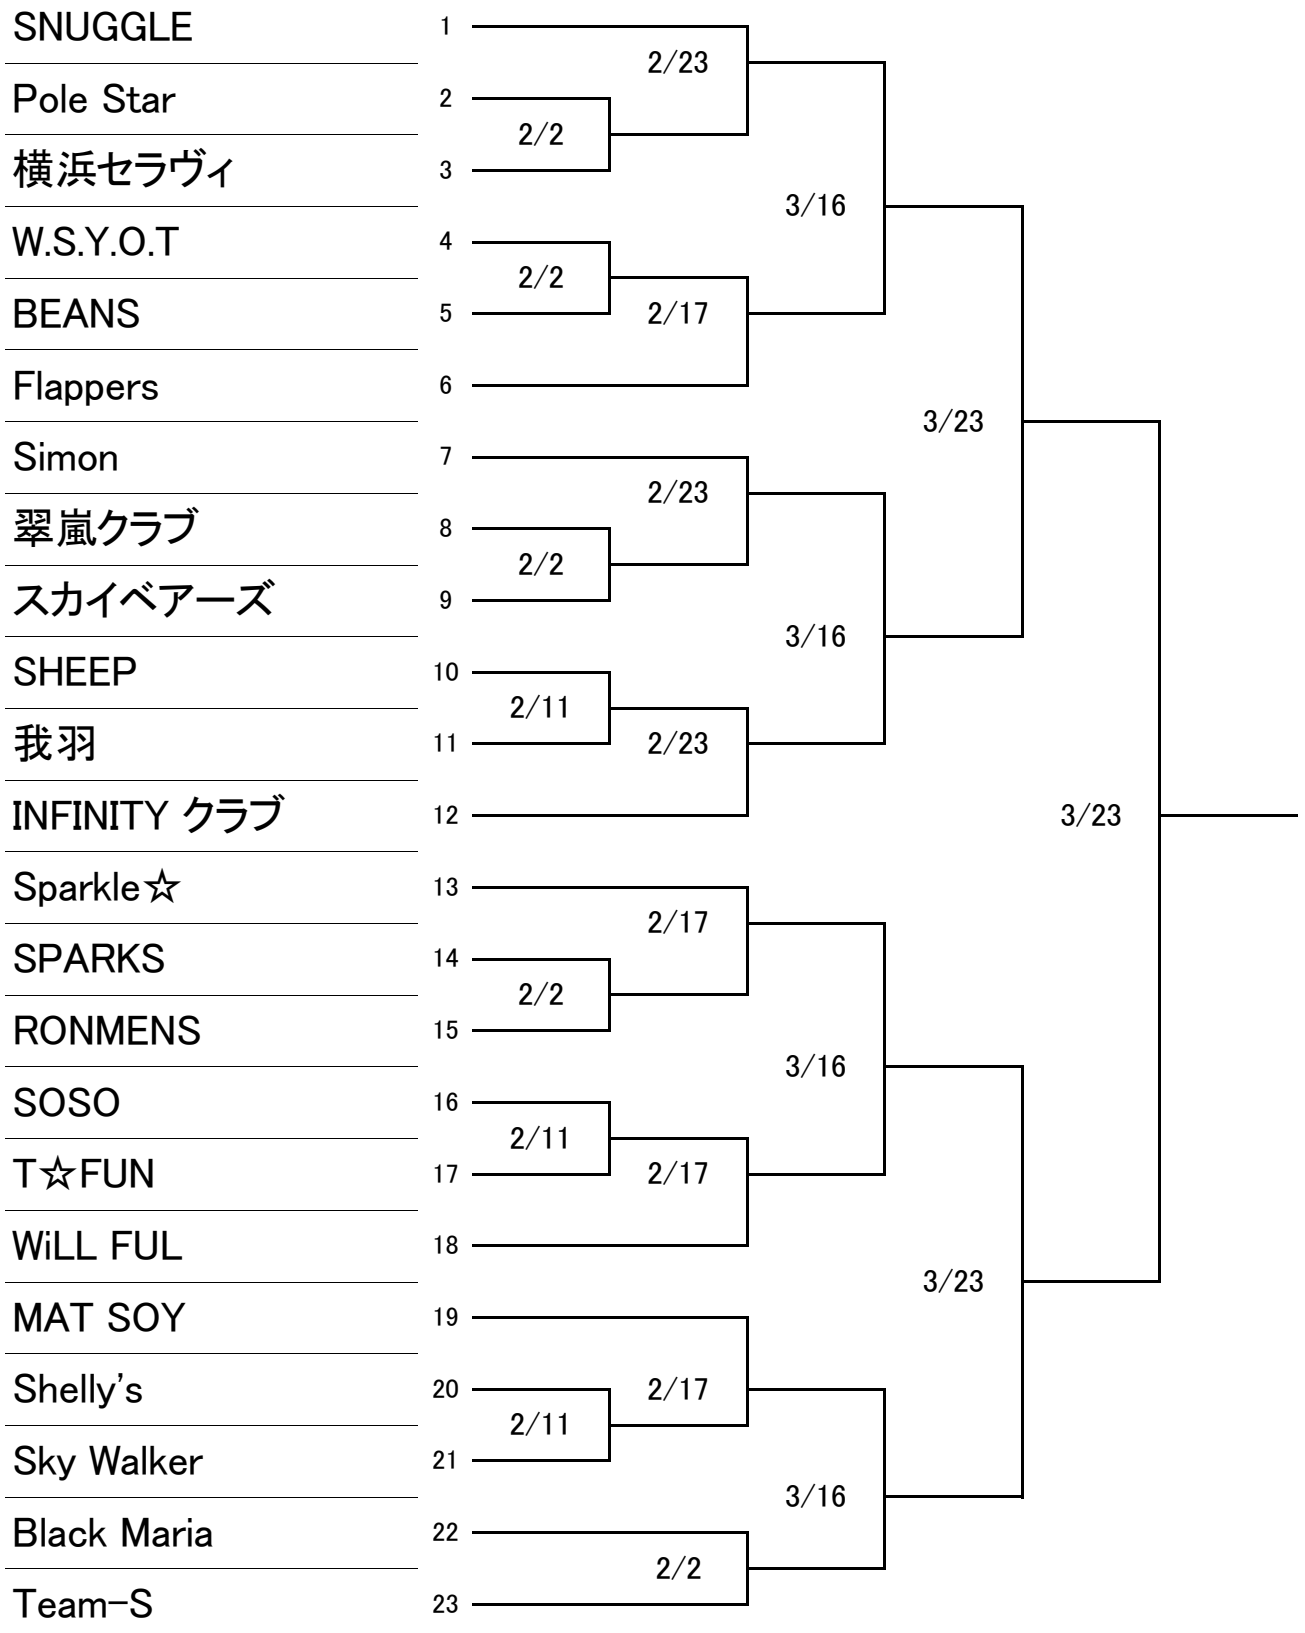 SNUGGLE 1
2/23
Pole Star 2
2/2
横浜セラヴィ 3
3/16
W.S.Y.O.T 4
2/2
BEANS 5 2/17
Flappers 6
3/23
Simon 7
2/23
翠嵐クラブ 8
2/2
スカイベアーズ 9
3/16
SHEEP 10
2/11
我羽 11 2/23
INFINITY クラブ 12 3/23
Sparkle☆ 13
2/17
SPARKS 14
2/2
RONMENS 15
3/16
SOSO 16
2/11
T☆FUN 17 2/17
WiLL FUL 18
3/23
MAT SOY 19
Shelly's 20 2/17
2/11
Sky Walker 21
3/16
Black Maria 22
2/2
Team-S 23